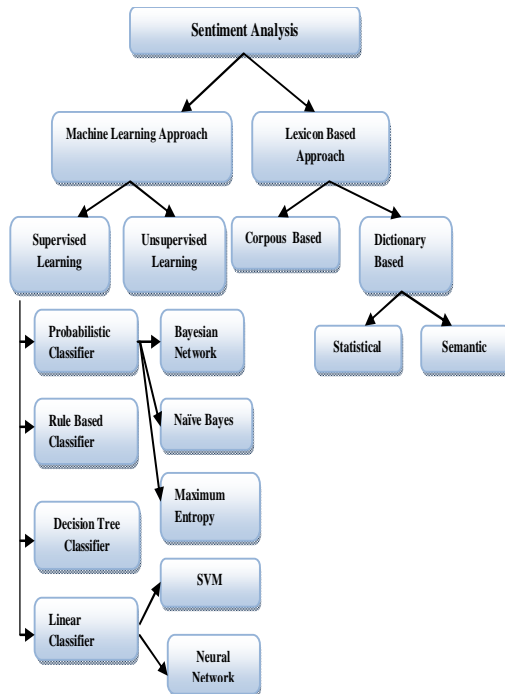 Sentiment Analysis
Machine Learning Approach
Lexicon Based
Approach
Supervised
Learning
Unsupervised
Learning
Corpous Based
Dictionary
Based
Statistical
Semantic
Probabilistic
Classifier
Bayesian
Network
Rule Based
Classifier
Naïve Bayes
Maximum
Entropy
Decision Tree
Classifier
SVM
Linear
Classifier
Neural
Network